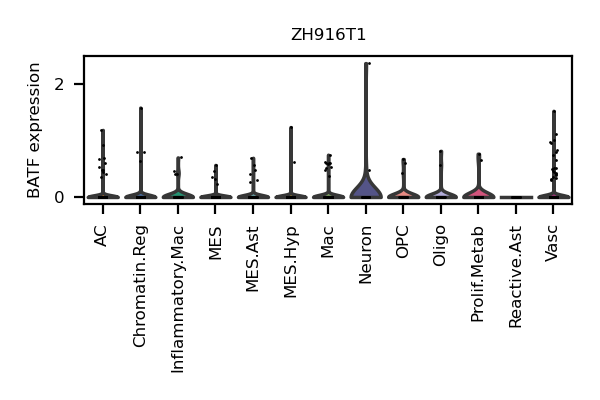 ZH916T1
BATF expression
2
0
AC
Chromatin.Reg
Inflammatory.Mac
MES
MES.Ast
MES.Hyp
Mac
Neuron
OPC
Oligo
Prolif.Metab
Reactive.Ast
Vasc